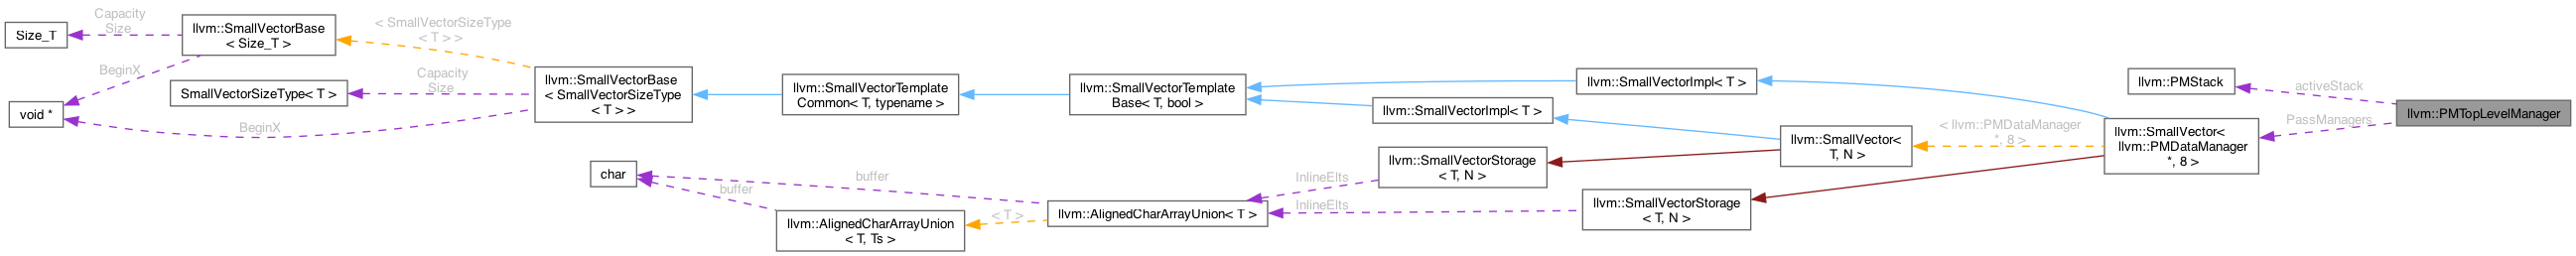 Size_T
Capacity
Size
llvm::SmallVectorBase
< Size_T >
< SmallVectorSizeType
< T > >
BeginX
SmallVectorSizeType< T >
Capacity
Size
void *
BeginX
llvm::SmallVectorBase
< SmallVectorSizeType
< T > >
llvm::SmallVectorTemplate
Common< T, typename >
llvm::SmallVectorTemplate
Base< T, bool >
llvm::SmallVectorImpl< T >
llvm::SmallVectorImpl< T >
char
buffer
buffer
llvm::AlignedCharArrayUnion
< T, Ts >
< T >
llvm::AlignedCharArrayUnion< T >
InlineElts
InlineElts
llvm::SmallVectorStorage
< T, N >
llvm::SmallVectorStorage
< T, N >
llvm::SmallVector<
T, N >
< llvm::PMDataManager
*, 8 >
llvm::PMStack
llvm::SmallVector<
llvm::PMDataManager
*, 8 >
activeStack
PassManagers
llvm::PMTopLevelManager